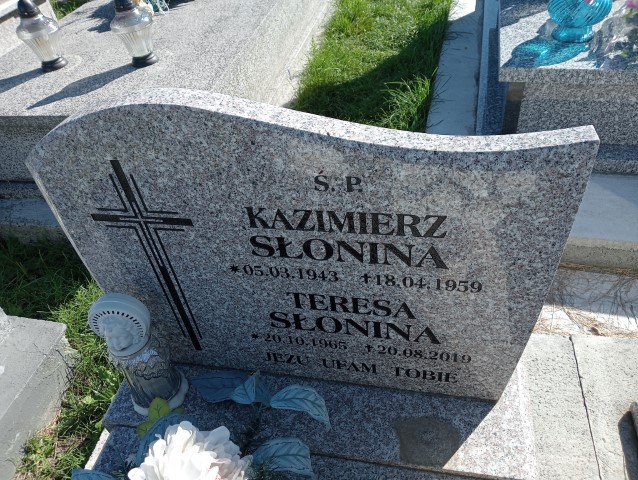 Ś. P.
KAZIMIERZ
SŁONINA
*05.03.1943 ✝18.04.1959
TERESA
SŁONINA
*20.10.1965 ✝20.08.2019
JEZU UFAM TOBIE